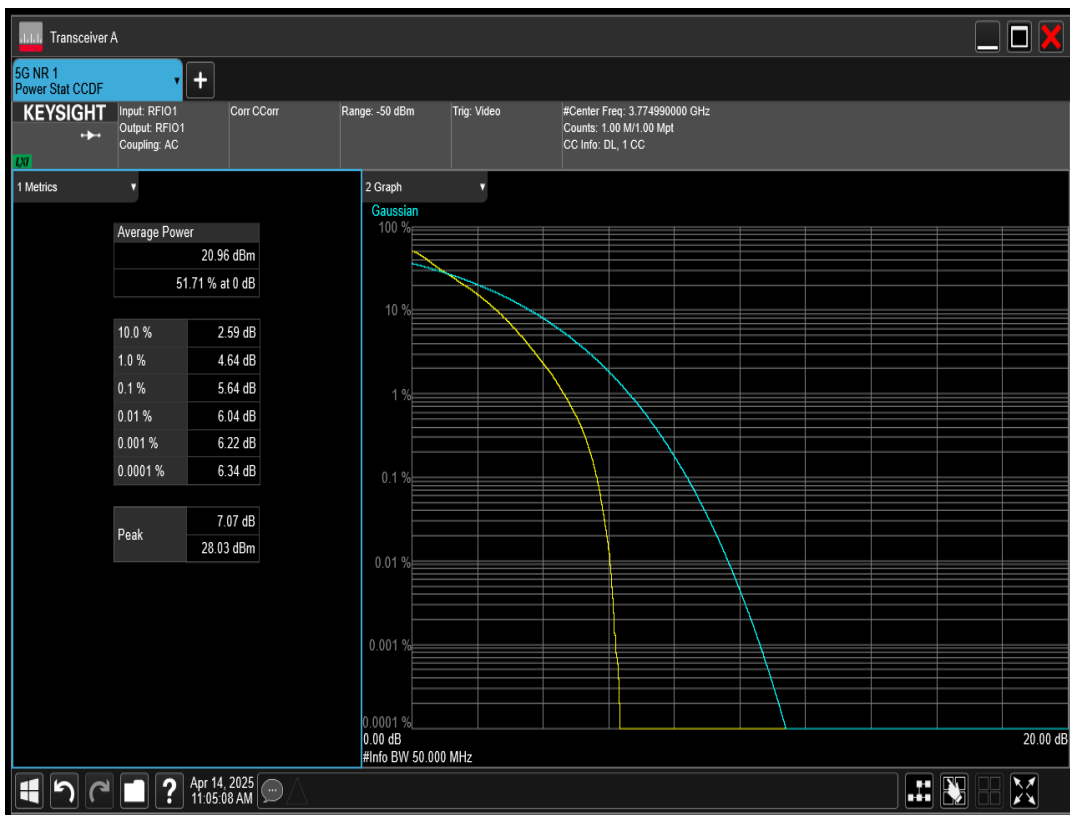 Transceiver A
5G NR 1
Power Stat CCDF
+
KEYSIGHT
LXI
Input: RFIO1
Output: RFIO1
Coupling: AC
Corr CCorr
Range: -50 dBm
Trig: Video
#Center Freq: 3.774990000 GHz
Counts: 1.00 M/1.00 Mpt
CC Info: DL, 1 CC
1 Metrics
Average Power
20.96 dBm
51.71 % at 0 dB
10.0 % 2.59 dB
1.0 % 4.64 dB
0.1 % 5.64 dB
0.01 % 6.04 dB
0.001 % 6.22 dB
0.0001 % 6.34 dB
Peak
7.07 dB
28.03 dBm
2 Graph
Gaussian
100 %
10 %
1 %
0.1 %
0.01 %
0.001 %
0.0001 %
0.00 dB
20.00 dB
#Info BW 50.000 MHz
?
Apr 14, 2025
11:05:08 AM